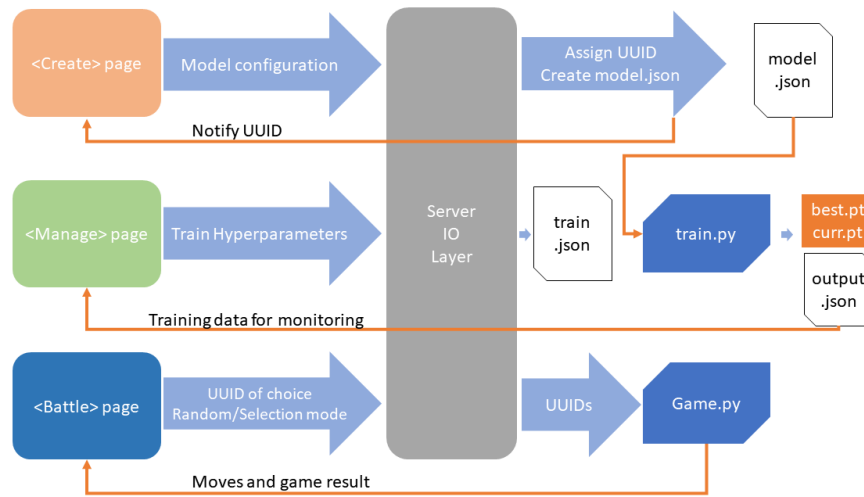 <Create> page
Model configuration
Assign UUID
Create model.json
model
.json
Notify UUID
<Manage> page
Train Hyperparameters
Server
IO
Layer
train
.json
train.py
best.pt
curr.pt
output
.json
Training data for monitoring
<Battle> page
UUID of choice
Random/Selection mode
UUIDs
Game.py
Moves and game result